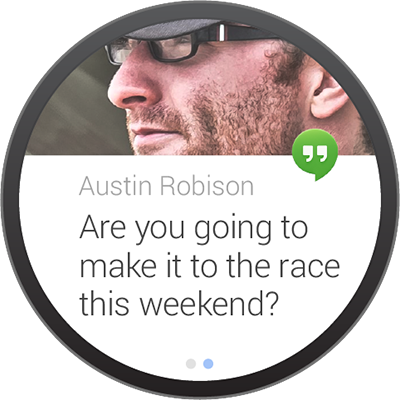 Austin Robison
Are you going to
make it to the race
this weekend?